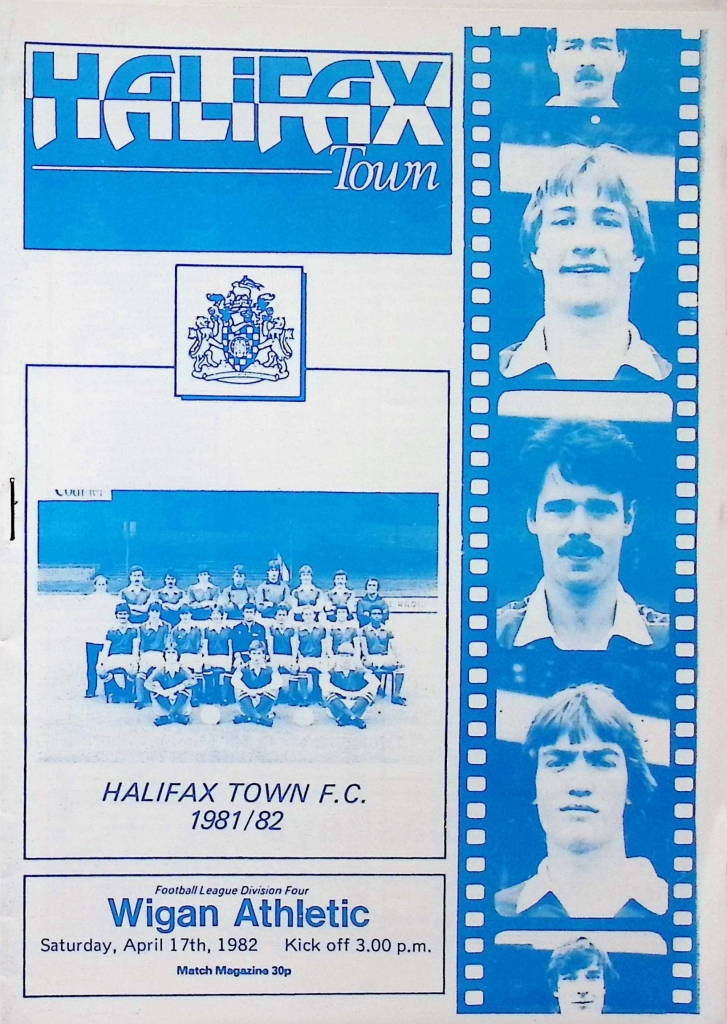 HALIFAX
Town
HALIFAX TOWN F.C.
1981/82
Football League Division Four
Wigan Athletic
Saturday, April 17th, 1982 Kick off 3.00 p.m.
Match Magazine 30p